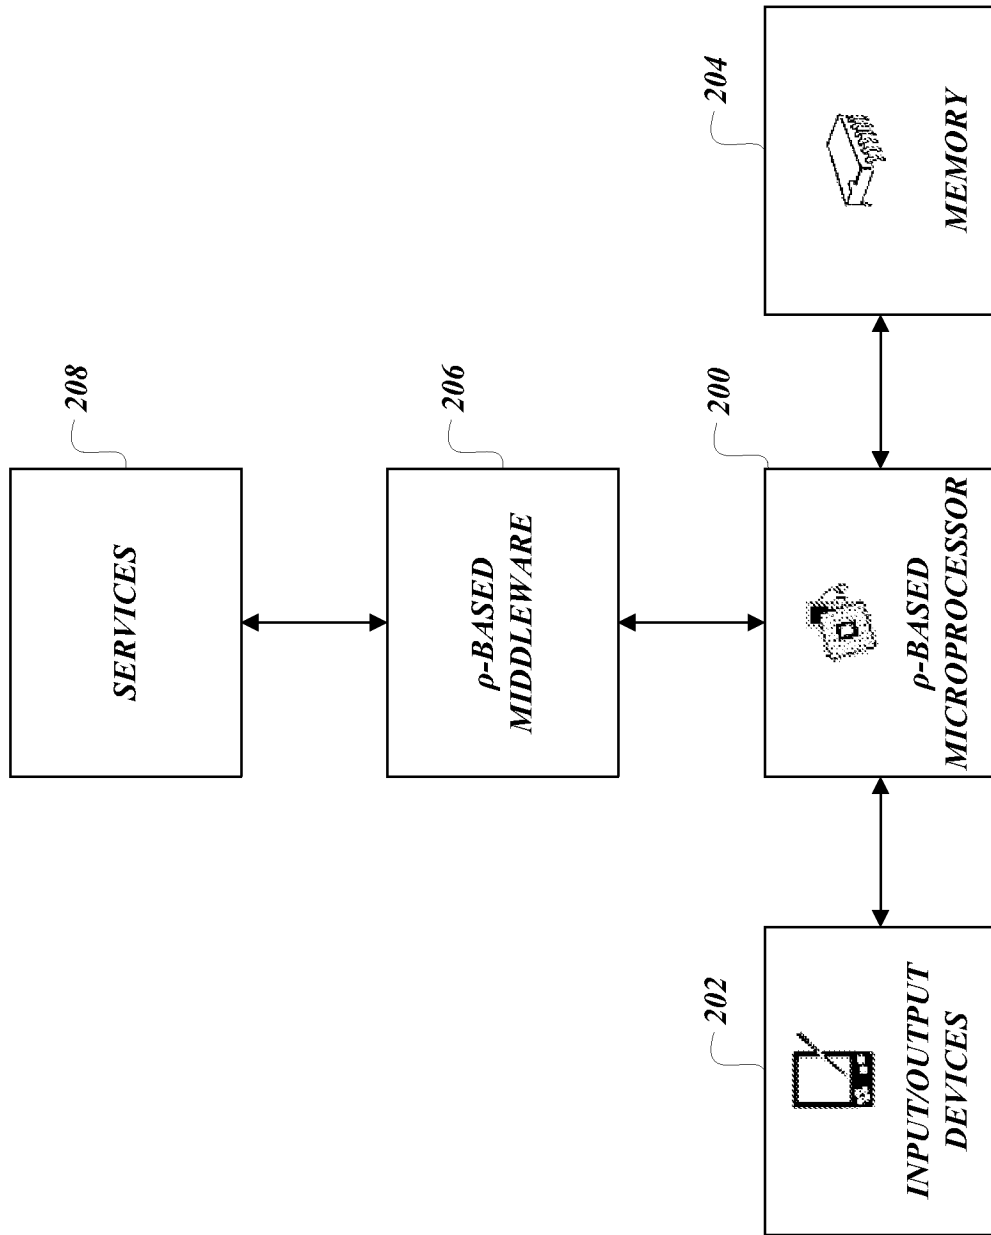 208
SERVICES
206
ρ-BASED
MIDDLEWARE
202
INPUT/OUTPUT
DEVICES
200
ρ-BASED
MICROPROCESSOR
204
MEMORY